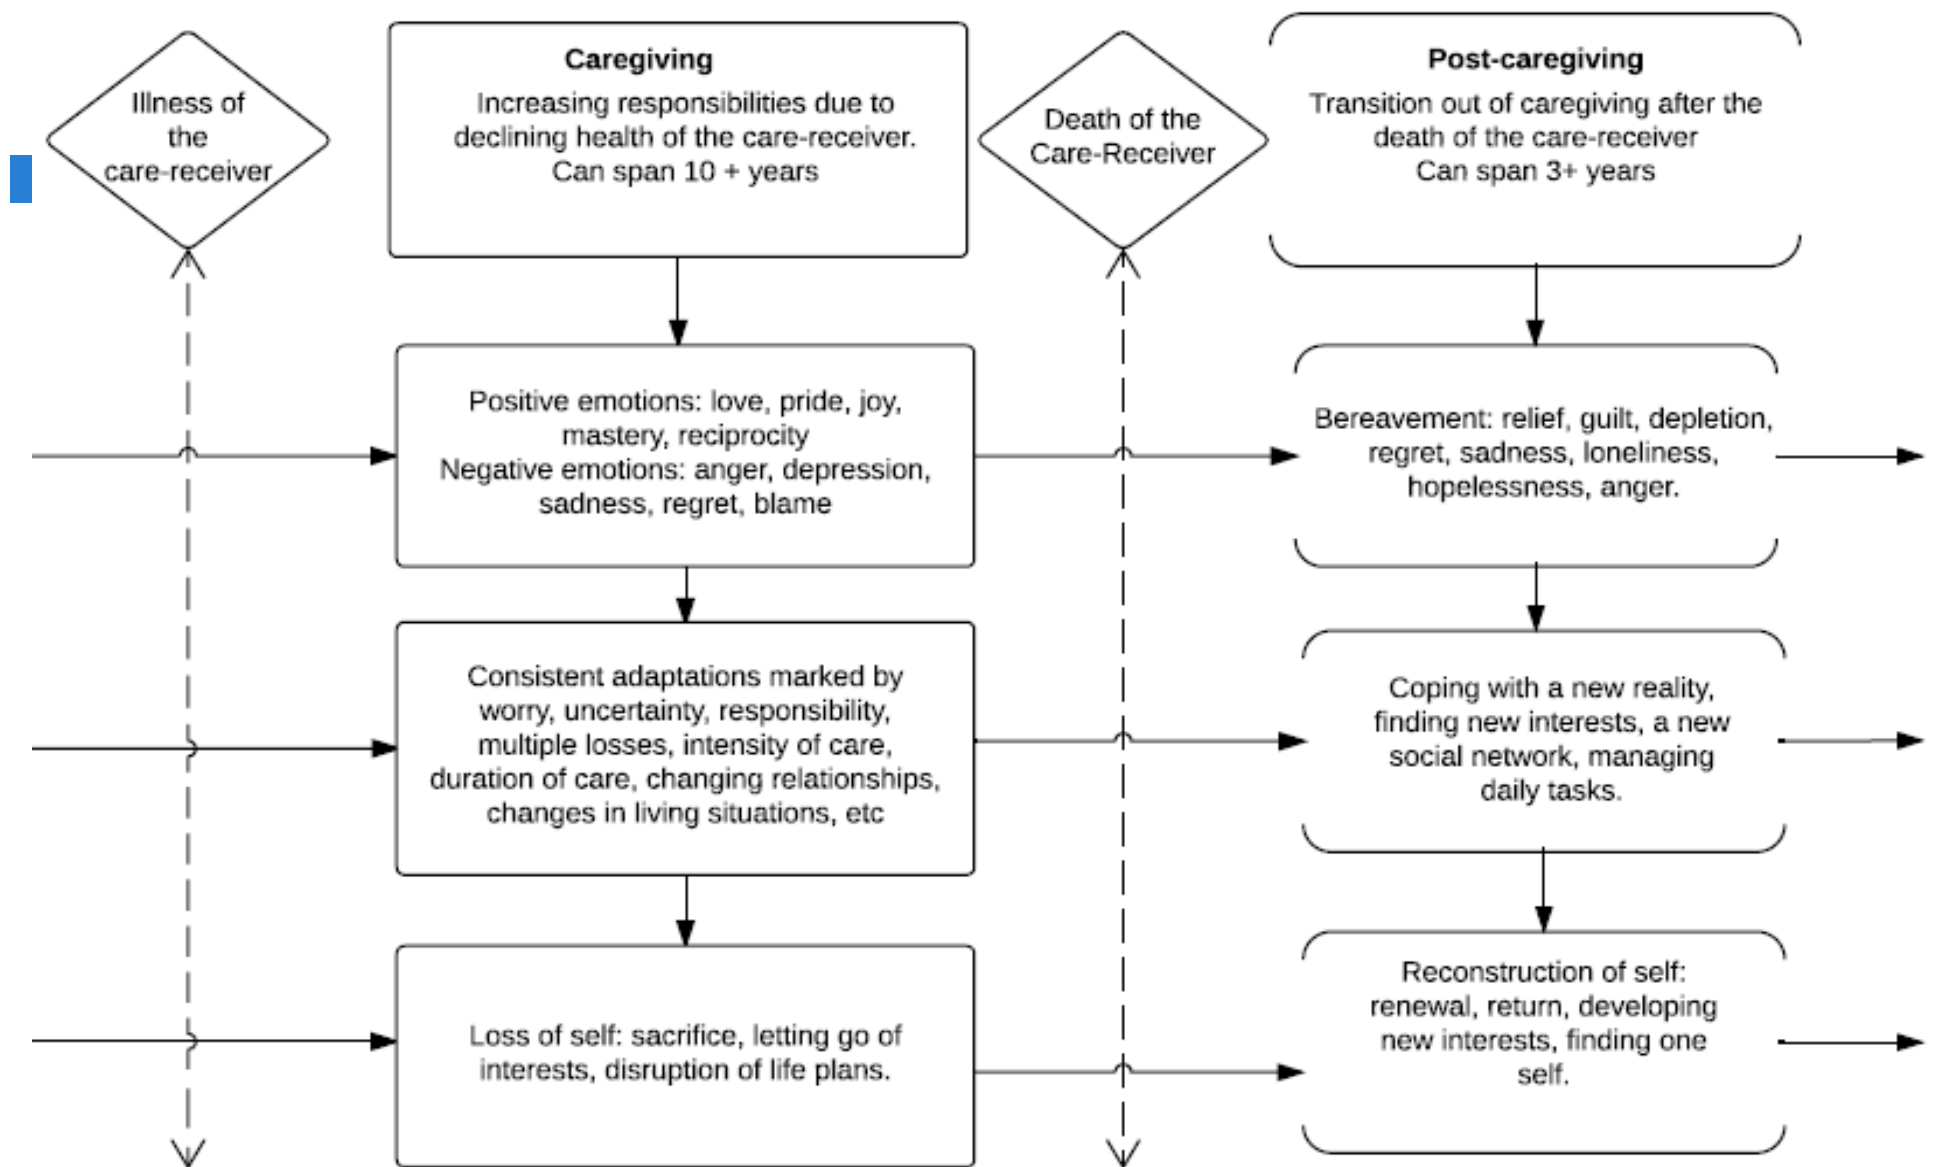 Illness of
the
care-receiver
Caregiving
Increasing responsibilities due to
declining health of the care-receiver.
Can span 10 + years
Death of the
Care-Receiver
Post-caregiving
Transition out of caregiving after the
death of the care-receiver
Can span 3+ years
Positive emotions: love, pride, joy,
mastery, reciprocity
Negative emotions: anger, depression,
sadness, regret, blame
Bereavement: relief, guilt, depletion,
regret, sadness, loneliness,
hopelessness, anger.
Consistent adaptations marked by
worry, uncertainty, responsibility,
multiple losses, intensity of care,
duration of care, changing relationships,
changes in living situations, etc
Coping with a new reality,
finding new interests, a new
social network, managing
daily tasks.
Loss of self: sacrifice, letting go of
interests, disruption of life plans.
Reconstruction of self:
renewal, return, developing
new interests, finding one
self.